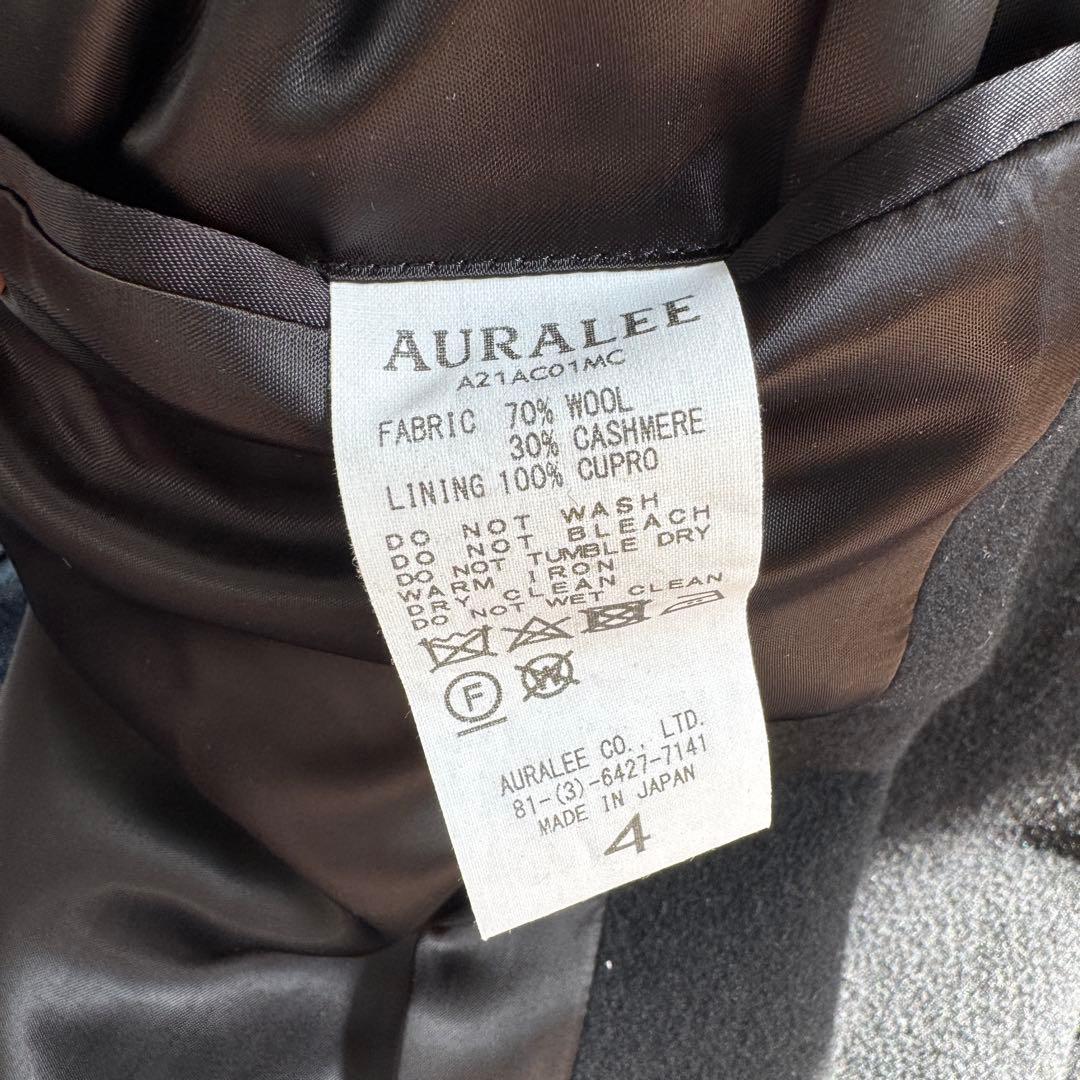 AURALEE
A21AC01MC
FABRIC 70% WOOL
30% CASHMERE
LINING 100% CUPRO
DO NOT WASH
DO NOT BLEACH
DO NOT TUMBLE DRY
WARM IRON
DRY CLEAN
DO NOT WET CLEAN
F
W
AURALEE CO., LTD.
81-(3)-6427-7141
MADE IN JAPAN
4